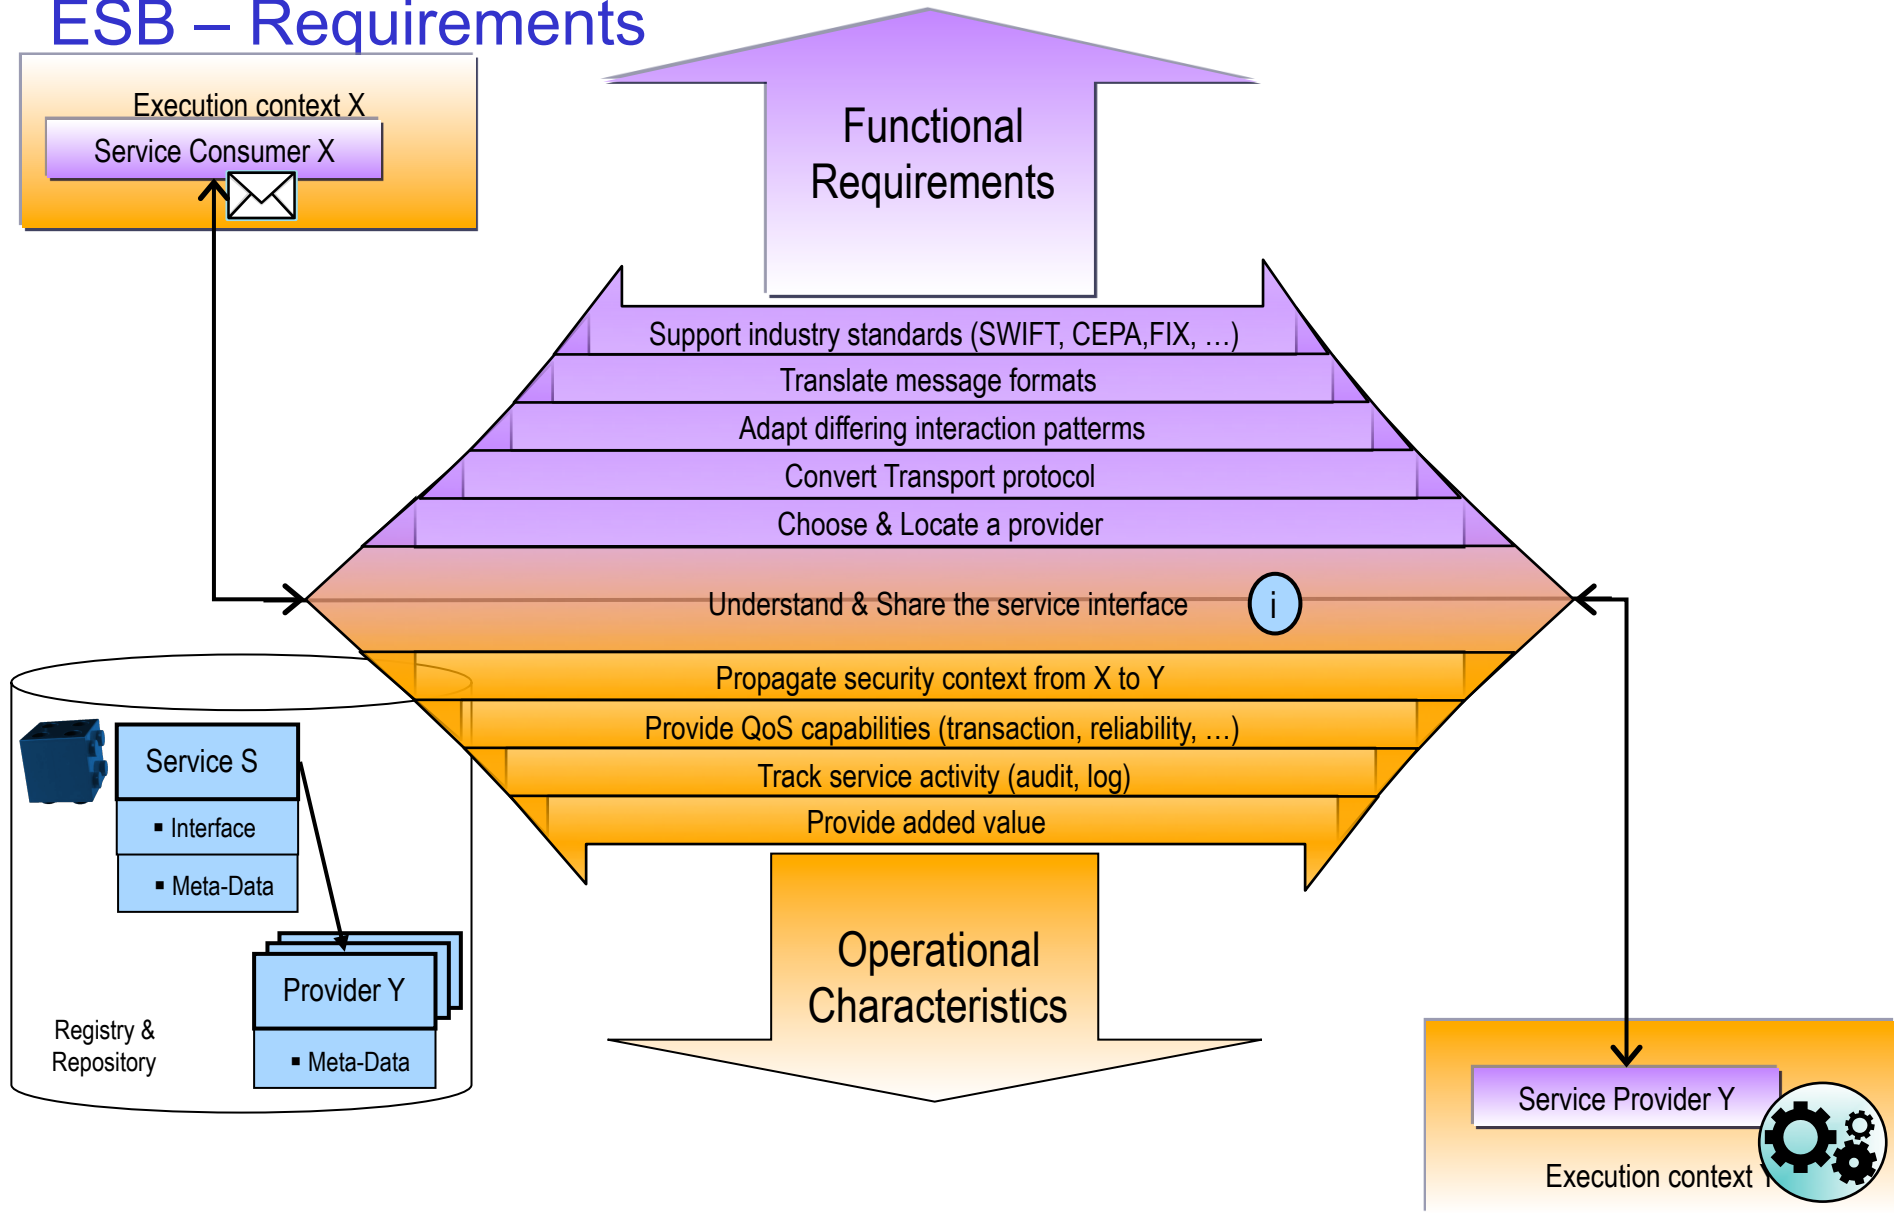 ESB – Requirements
Execution context X
Service Consumer X
Functional
Requirements
Support industry standards (SWIFT, CEPA,FIX, …)
Translate message formats
Adapt differing interaction patterms
Convert Transport protocol
Choose & Locate a provider
Understand & Share the service interface
i
Propagate security context from X to Y
Provide QoS capabilities (transaction, reliability, …)
Track service activity (audit, log)
Provide added value
Operational
Characteristics
Service S
▪ Interface
▪ Meta-Data
Provider Y
▪ Meta-Data
Registry &
Repository
Service Provider Y
Execution context Y